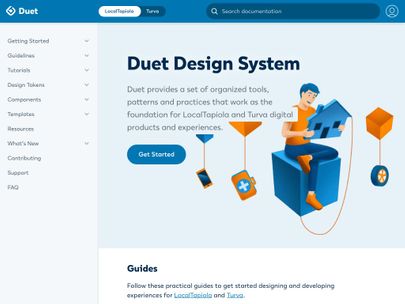 Duet
LocalTapiola
Turva
Search documentation
Getting Started
Guidelines
Tutorials
Design Tokens
Components
Templates
Resources
What's New
Contributing
Support
FAQ
Duet Design System
Duet provides a set of organized tools,
patterns and practices that work as the
foundation for LocalTapiola and Turva digital
products and experiences.
Get Started
Guides
Follow these practical guides to get started designing and developing
experiences for LocalTapiola and Turva.